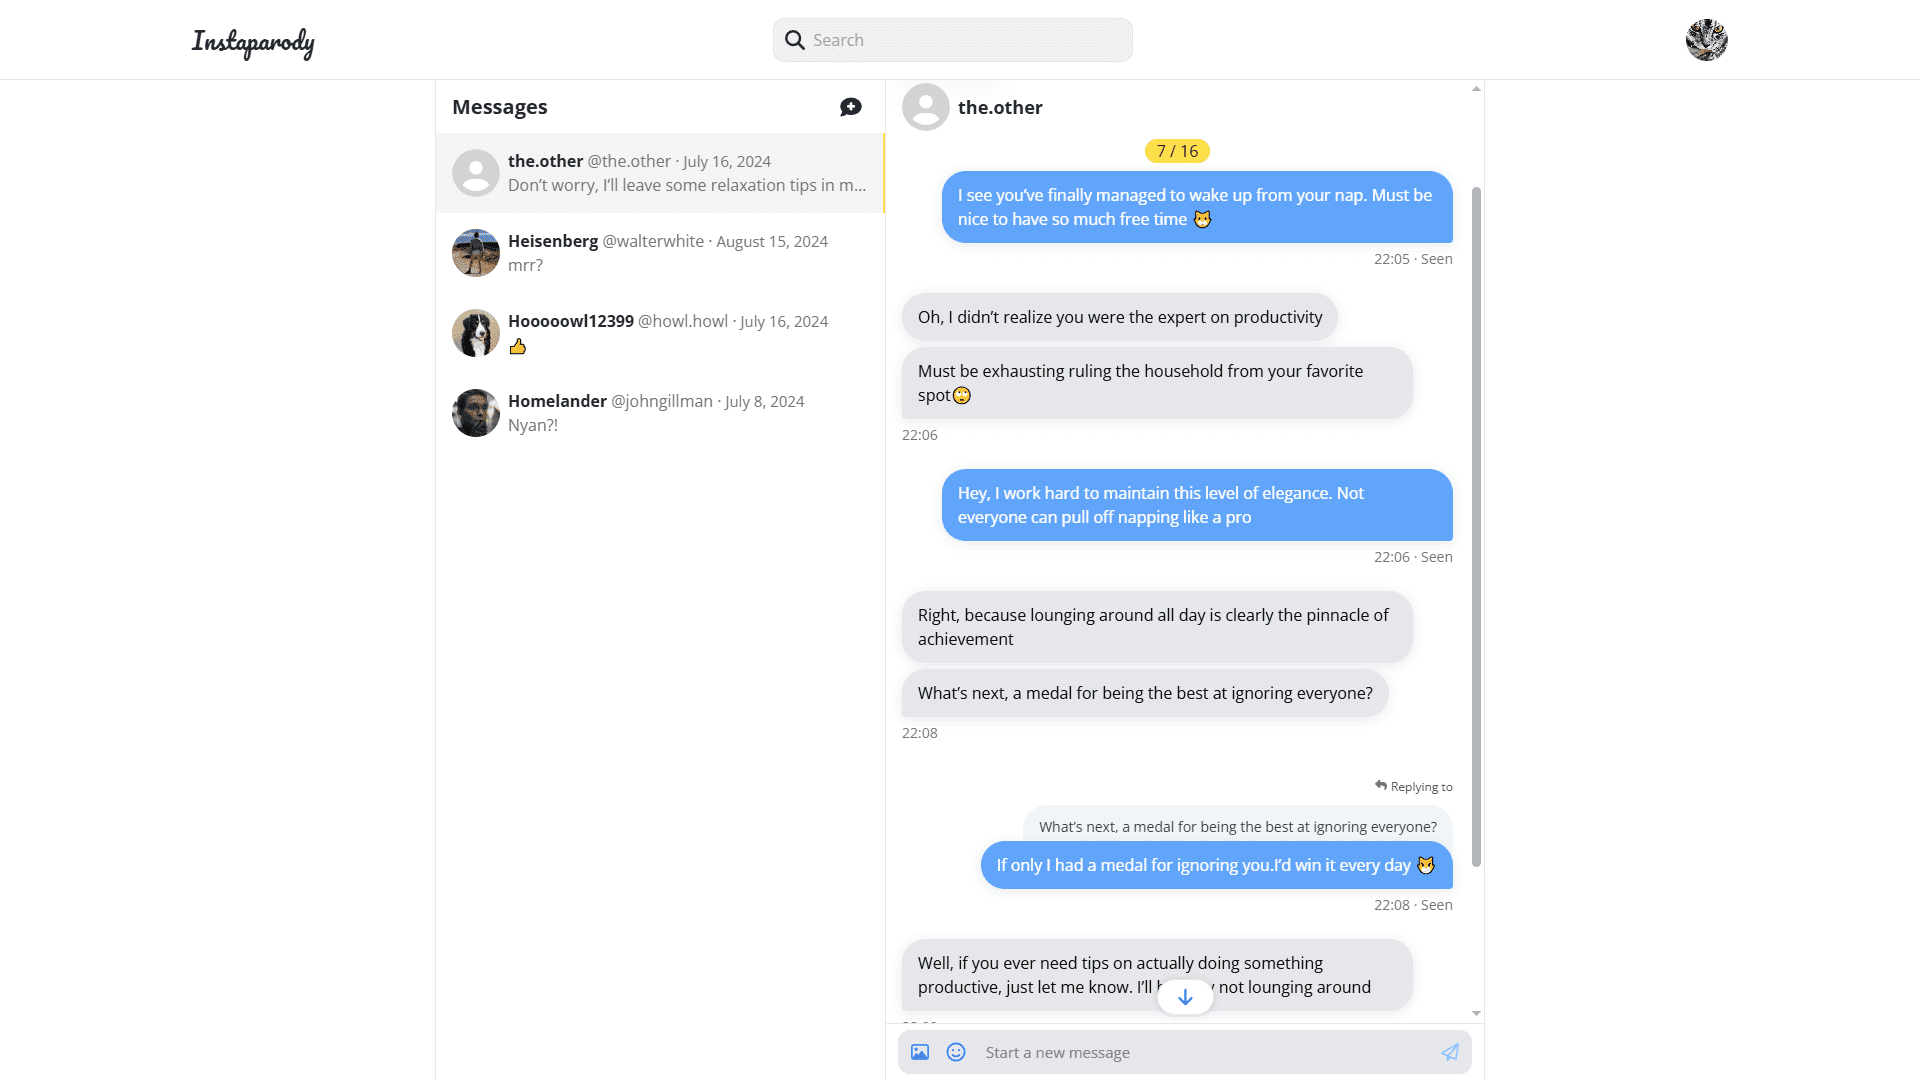 Instaparody
Search
Messages
the.other @the.other · July 16, 2024
Don’t worry, I’ll leave some relaxation tips in m...
Heisenberg @walterwhite · August 15, 2024
mrr?
Hooooowl12399 @howl.howl · July 16, 2024
Homelander @johngillman · July 8, 2024
Nyan?!
the.other
7 / 16
I see you’ve finally managed to wake up from your nap. Must be
nice to have so much free time
22:05 · Seen
Oh, I didn’t realize you were the expert on productivity
Must be exhausting ruling the household from your favorite
spot
22:06
Hey, I work hard to maintain this level of elegance. Not
everyone can pull off napping like a pro
22:06 · Seen
Right, because lounging around all day is clearly the pinnacle of
achievement
What’s next, a medal for being the best at ignoring everyone?
22:08
Replying to
What’s next, a medal for being the best at ignoring everyone?
If only I had a medal for ignoring you.I’d win it every day
22:08 · Seen
Well, if you ever need tips on actually doing something
productive, just let me know. I’ll not lounging around
Start a new message